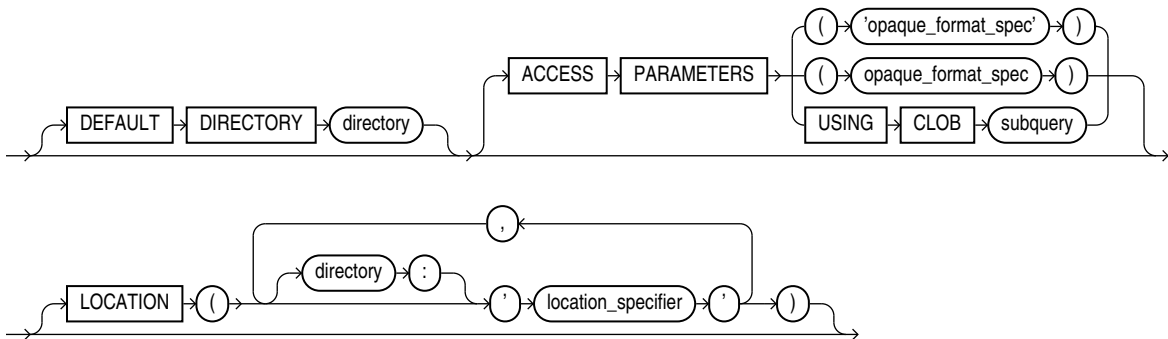 ( 'opaque_format_spec' )
ACCESS PARAMETERS ( opaque_format_spec )
DEFAULT DIRECTORY directory USING CLOB subquery
,
directory :
LOCATION ( ' location_specifier ' )